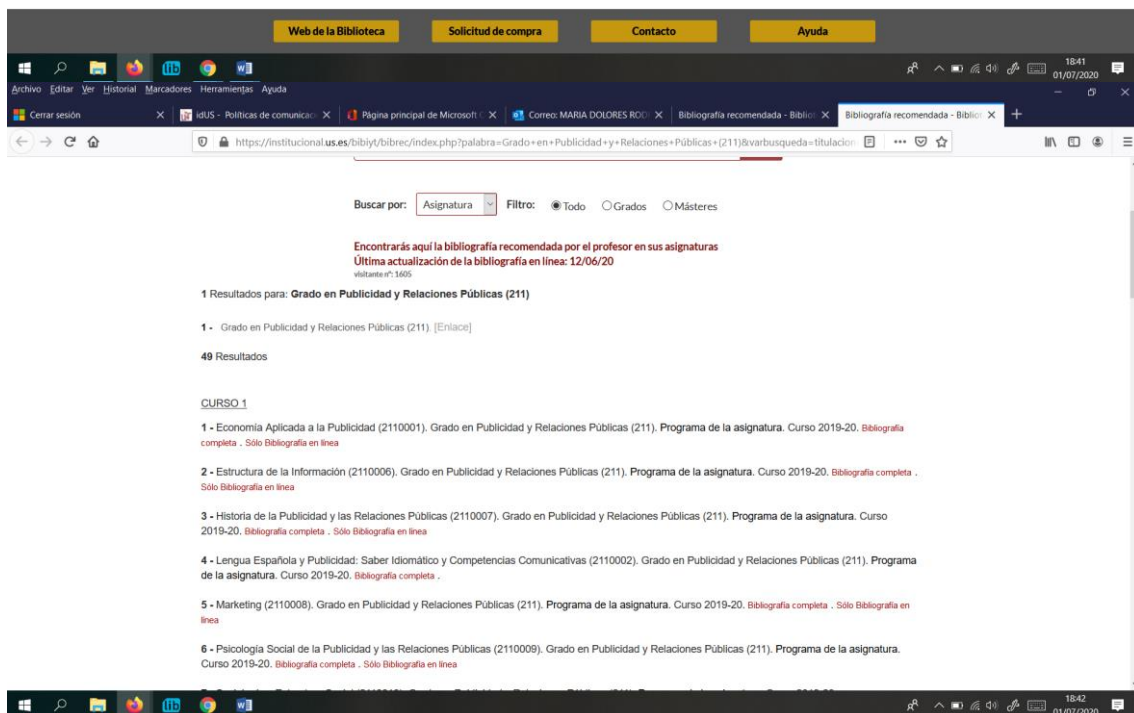 Web de la Biblioteca Solicitud de compra Contacto Ayuda
18:41
01/07/2020
Archivo Editar Ver Historial Marcadores Herramientas Ayuda
Cerrar sesión idUS - Políticas de comunicac Página principal de Microsoft Correo: MARIA DOLORES ROD Bibliografía recomendada - Bibliot Bibliografía recomendada - Bibliot
https://institucional.us.es/bibiyt/bibrec/index.php?palabra=Grado+en+Publicidad+y+Relaciones+Públicas+(211)&varbusqueda=titulacion
Buscar por: Asignatura Filtro: Todo Grados Másteres
Encontrarás aquí la bibliografía recomendada por el profesor en sus asignaturas
Última actualización de la bibliografía en línea: 12/06/20
visitante nº: 1605
1 Resultados para: Grado en Publicidad y Relaciones Públicas (211)
1 - Grado en Publicidad y Relaciones Públicas (211). [Enlace]
49 Resultados
CURSO 1
1 - Economía Aplicada a la Publicidad (2110001). Grado en Publicidad y Relaciones Públicas (211). Programa de la asignatura. Curso 2019-20. Bibliografía
completa . Sólo Bibliografía en línea
2 - Estructura de la Información (2110006). Grado en Publicidad y Relaciones Públicas (211). Programa de la asignatura. Curso 2019-20. Bibliografía completa .
Sólo Bibliografía en línea
3 - Historia de la Publicidad y las Relaciones Públicas (2110007). Grado en Publicidad y Relaciones Públicas (211). Programa de la asignatura. Curso
2019-20. Bibliografía completa . Sólo Bibliografía en línea
4 - Lengua Española y Publicidad: Saber Idiomático y Competencias Comunicativas (2110002). Grado en Publicidad y Relaciones Públicas (211). Programa
de la asignatura. Curso 2019-20. Bibliografía completa .
5 - Marketing (2110008). Grado en Publicidad y Relaciones Públicas (211). Programa de la asignatura. Curso 2019-20. Bibliografía completa . Sólo Bibliografía en
línea
6 - Psicología Social de la Publicidad y las Relaciones Públicas (2110009). Grado en Publicidad y Relaciones Públicas (211). Programa de la asignatura.
Curso 2019-20. Bibliografía completa . Sólo Bibliografía en línea
18:42
01/07/2020